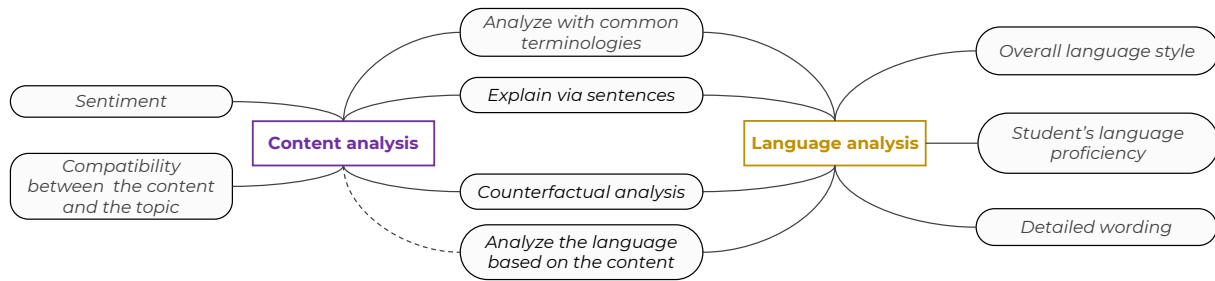 Sentiment
Compatibility
between the content
and the topic
Content analysis
Analyze with common
terminologies
Explain via sentences
Counterfactual analysis
Analyze the language
based on the content
Language analysis
Overall language style
Student’s language
proficiency
Detailed wording